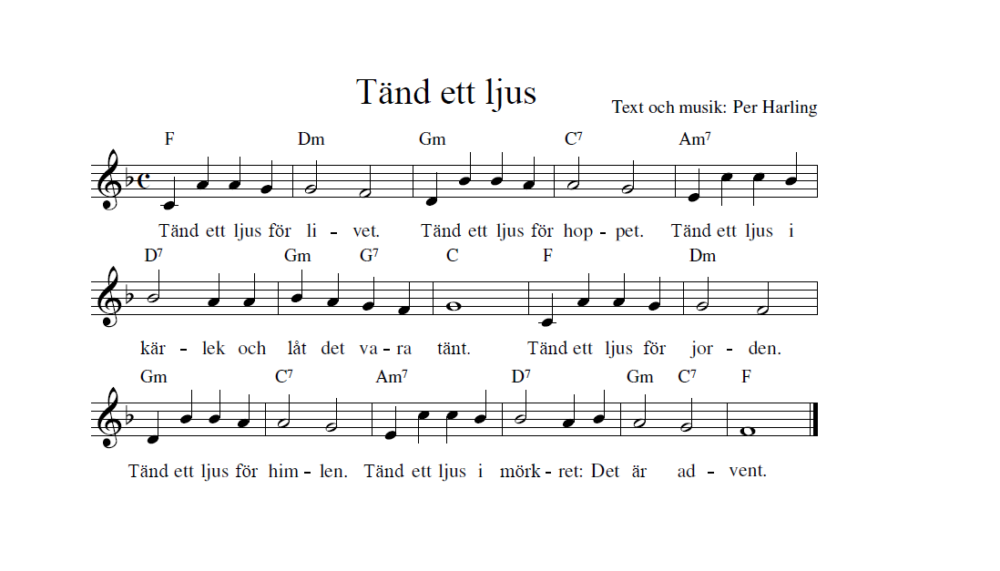 Tänd ett ljus
Text och musik: Per Harling
F Dm Gm C7 Am7
Tänd ett ljus för li - vet. Tänd ett ljus för hop - pet. Tänd ett ljus i
D7 Gm G7 C F Dm
kär - lek och låt det va - ra tänt. Tänd ett ljus för jor - den.
Gm C7 Am7 D7 Gm C7 F
Tänd ett ljus för him - len. Tänd ett ljus i mörk - ret: Det är ad - vent.